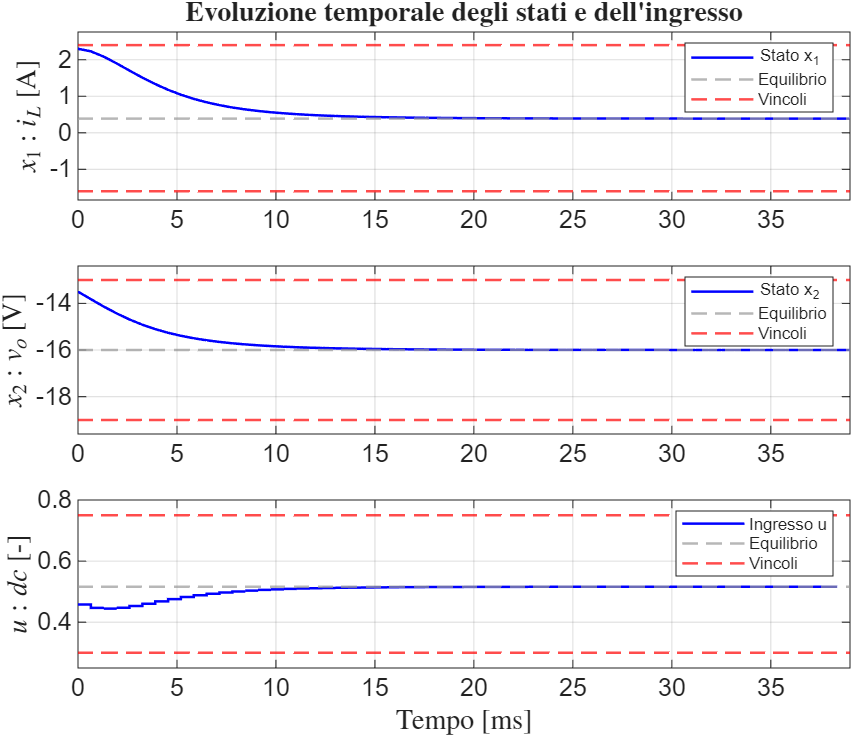 Evoluzione temporale degli stati e dell'ingresso
x₁ : i_L [A]
2
1
0
-1
Stato x₁
Equilibrio
Vincoli
0 5 10 15 20 25 30 35
x₂ : v_o [V]
-14
-16
-18
Stato x₂
Equilibrio
Vincoli
0 5 10 15 20 25 30 35
u : dc [-]
0.8
0.6
0.4
Ingresso u
Equilibrio
Vincoli
0 5 10 15 20 25 30 35
Tempo [ms]